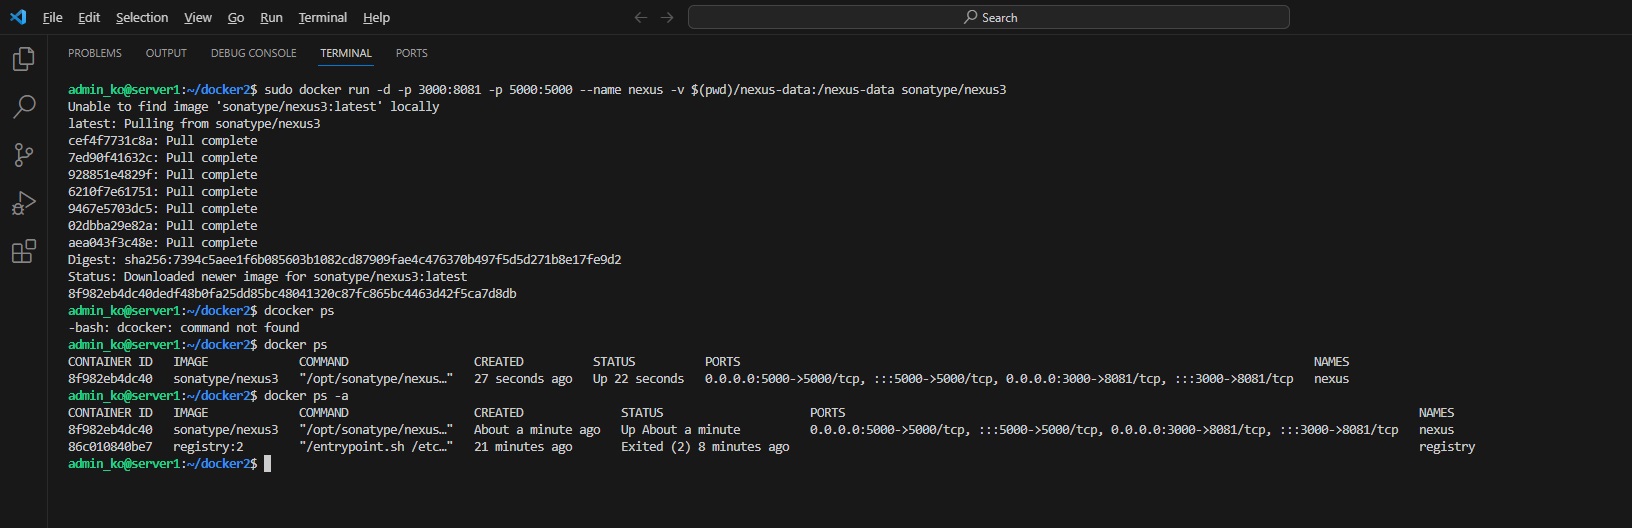 File Edit Selection View Go Run Terminal Help
Search
PROBLEMS OUTPUT DEBUG CONSOLE TERMINAL PORTS
admin_ko@server1:~/docker2$ sudo docker run -d -p 3000:8081 -p 5000:5000 --name nexus -v $(pwd)/nexus-data:/nexus-data sonatype/nexus3
Unable to find image 'sonatype/nexus3:latest' locally
latest: Pulling from sonatype/nexus3
cef4f7731c8a: Pull complete
7ed90f41632c: Pull complete
928851e4829f: Pull complete
6210f7e61751: Pull complete
9467e5703dc5: Pull complete
02dbba29e82a: Pull complete
aea043f3c48e: Pull complete
Digest: sha256:7394c5aee1f6b085603b1082cd87909fae4c476370b497f5d5d271b8e17fe9d2
Status: Downloaded newer image for sonatype/nexus3:latest
8f982eb4dc40dedf48b0fa25dd85bc48041320c87fc865bc4463d42f5ca7d8db
admin_ko@server1:~/docker2$ dcocker ps
-bash: dcocker: command not found
admin_ko@server1:~/docker2$ docker ps
CONTAINER ID IMAGE COMMAND CREATED STATUS PORTS NAMES
8f982eb4dc40 sonatype/nexus3 "/opt/sonatype/nexus…" 27 seconds ago Up 22 seconds 0.0.0.0:5000->5000/tcp, :::5000->5000/tcp, 0.0.0.0:3000->8081/tcp, :::3000->8081/tcp nexus
admin_ko@server1:~/docker2$ docker ps -a
CONTAINER ID IMAGE COMMAND CREATED STATUS PORTS NAMES
8f982eb4dc40 sonatype/nexus3 "/opt/sonatype/nexus…" About a minute ago Up About a minute 0.0.0.0:5000->5000/tcp, :::5000->5000/tcp, 0.0.0.0:3000->8081/tcp, :::3000->8081/tcp nexus
86c010840be7 registry:2 "/entrypoint.sh /etc…" 21 minutes ago Exited (2) 8 minutes ago registry
admin_ko@server1:~/docker2$